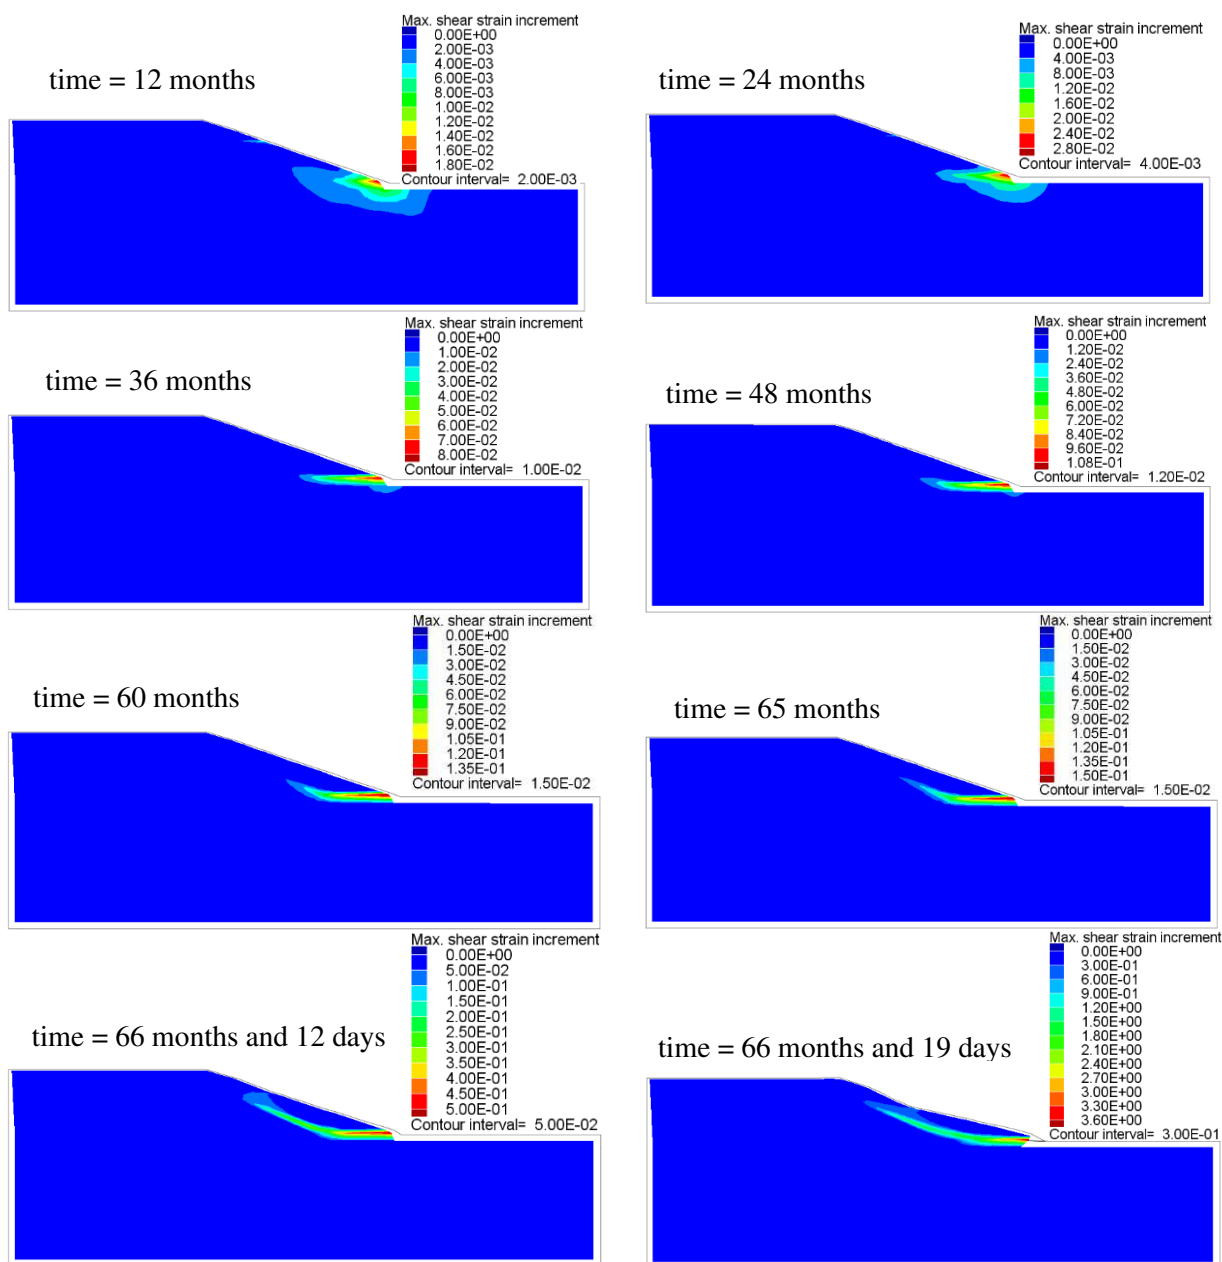 Max. shear strain increment
0.00E+00
2.00E-03
4.00E-03
6.00E-03
8.00E-03
1.00E-02
1.20E-02
1.40E-02
1.60E-02
1.80E-02
Contour interval= 2.00E-03
time = 12 months
Max. shear strain increment
0.00E+00
4.00E-03
8.00E-03
1.20E-02
1.60E-02
2.00E-02
2.40E-02
2.80E-02
Contour interval= 4.00E-03
time = 24 months
Max. shear strain increment
0.00E+00
1.00E-02
2.00E-02
3.00E-02
4.00E-02
5.00E-02
6.00E-02
7.00E-02
8.00E-02
Contour interval= 1.00E-02
time = 36 months
Max. shear strain increment
0.00E+00
1.20E-02
2.40E-02
3.60E-02
4.80E-02
6.00E-02
7.20E-02
8.40E-02
9.60E-02
1.08E-01
Contour interval= 1.20E-02
time = 48 months
Max. shear strain increment
0.00E+00
1.50E-02
3.00E-02
4.50E-02
6.00E-02
7.50E-02
9.00E-02
1.05E-01
1.20E-01
1.35E-01
Contour interval= 1.50E-02
time = 60 months
Max. shear strain increment
0.00E+00
1.50E-02
3.00E-02
4.50E-02
6.00E-02
7.50E-02
9.00E-02
1.05E-01
1.20E-01
1.35E-01
1.50E-01
Contour interval= 1.50E-02
time = 65 months
Max. shear strain increment
0.00E+00
5.00E-02
1.00E-01
1.50E-01
2.00E-01
2.50E-01
3.00E-01
3.50E-01
4.00E-01
4.50E-01
5.00E-01
Contour interval= 5.00E-02
time = 66 months and 12 days
Max. shear strain increment
0.00E+00
3.00E-01
6.00E-01
9.00E-01
1.20E+00
1.50E+00
1.80E+00
2.10E+00
2.40E+00
2.70E+00
3.00E+00
3.30E+00
3.60E+00
Contour interval= 3.00E-01
time = 66 months and 19 days